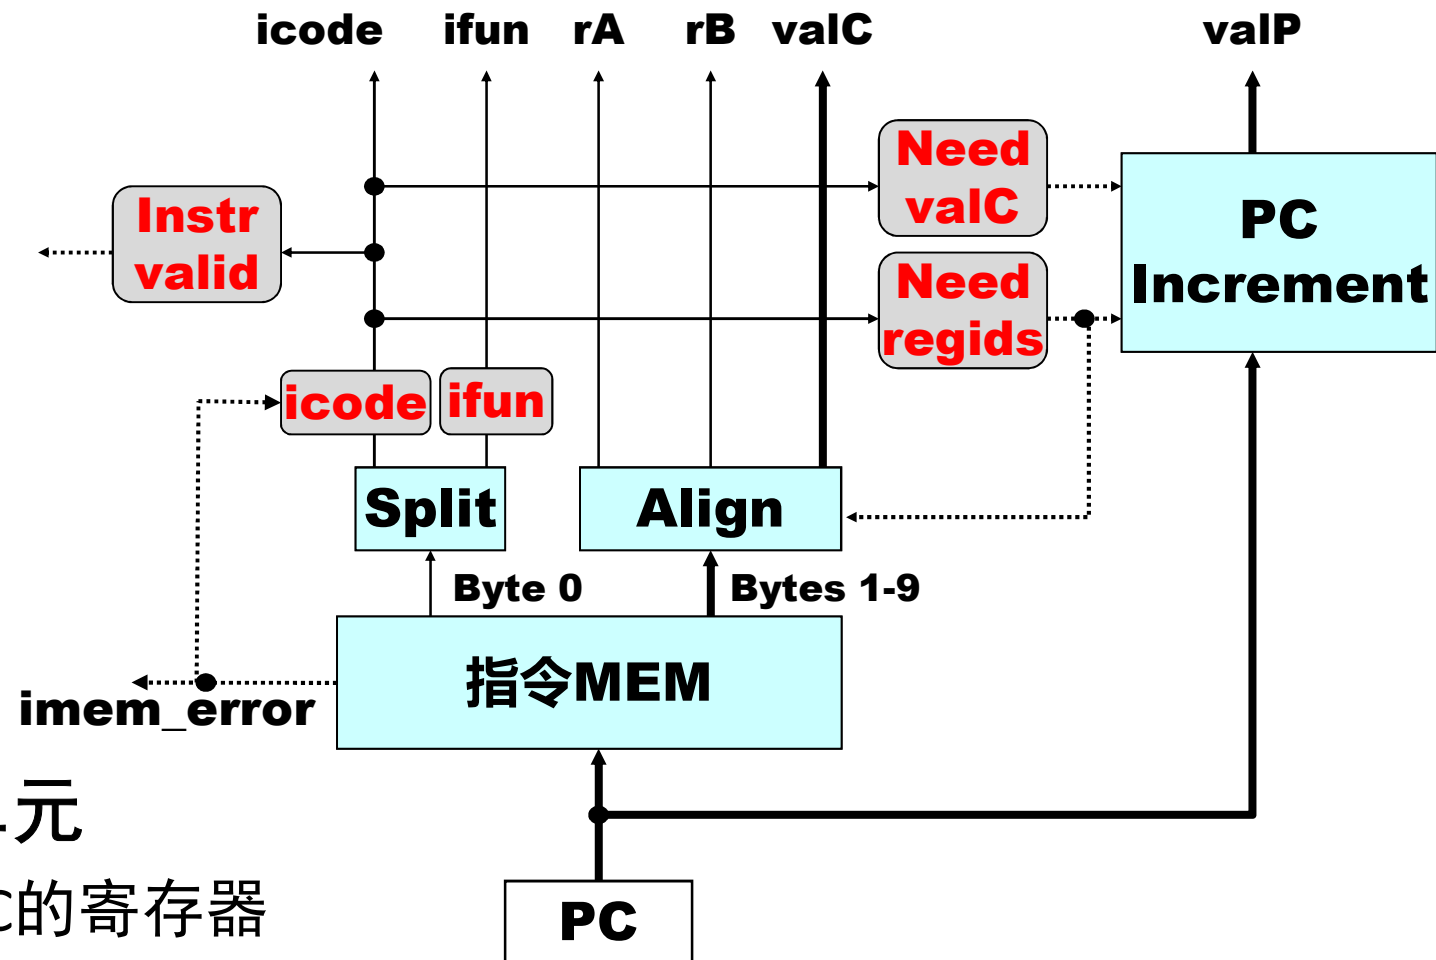 icode ifun rA rB valC valP
Need
valC
Instr
valid
PC
Increment
Need
regids
icode ifun
Split Align
Byte 0 Bytes 1-9
指令MEM
imem_error
元
C的寄存器
PC